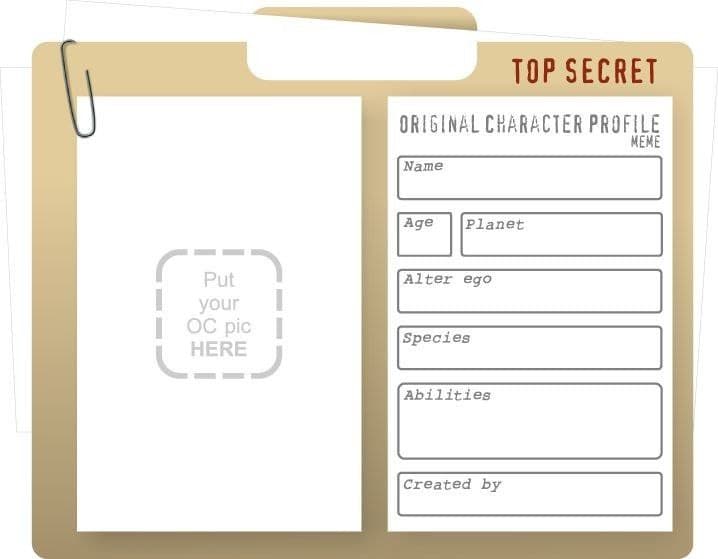 TOP SECRET
ORIGINAL CHARACTER PROFILE
MEME
Put
your
OC pic
HERE
Name
Age
Planet
Alter ego
Species
Abilities
Created by